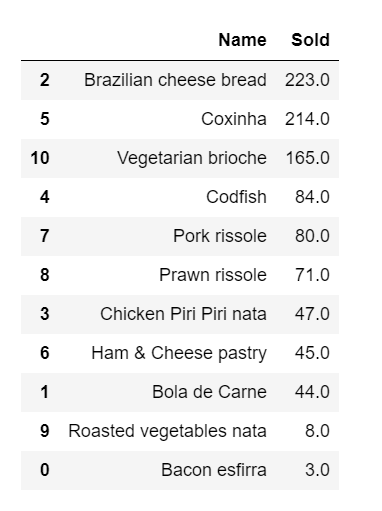 Name Sold
2 Brazilian cheese bread 223.0
5 Coxinha 214.0
10 Vegetarian brioche 165.0
4 Codfish 84.0
7 Pork rissole 80.0
8 Prawn rissole 71.0
3 Chicken Piri Piri nata 47.0
6 Ham & Cheese pastry 45.0
1 Bola de Carne 44.0
9 Roasted vegetables nata 8.0
0 Bacon esfirra 3.0